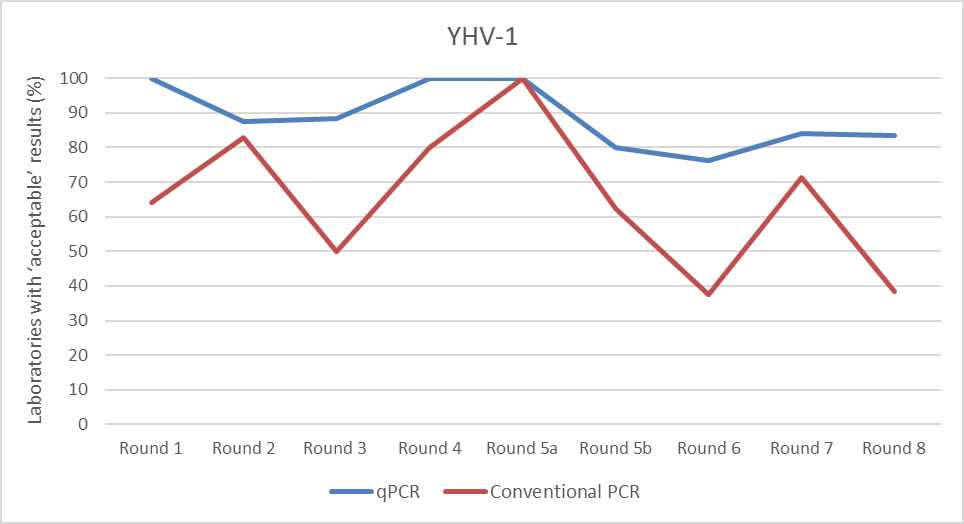 YHV-1
Laboratories with ‘acceptable’ results (%)
100
90
80
70
60
50
40
30
20
10
0
Round 1 Round 2 Round 3 Round 4 Round 5a Round 5b Round 6 Round 7 Round 8
qPCR Conventional PCR